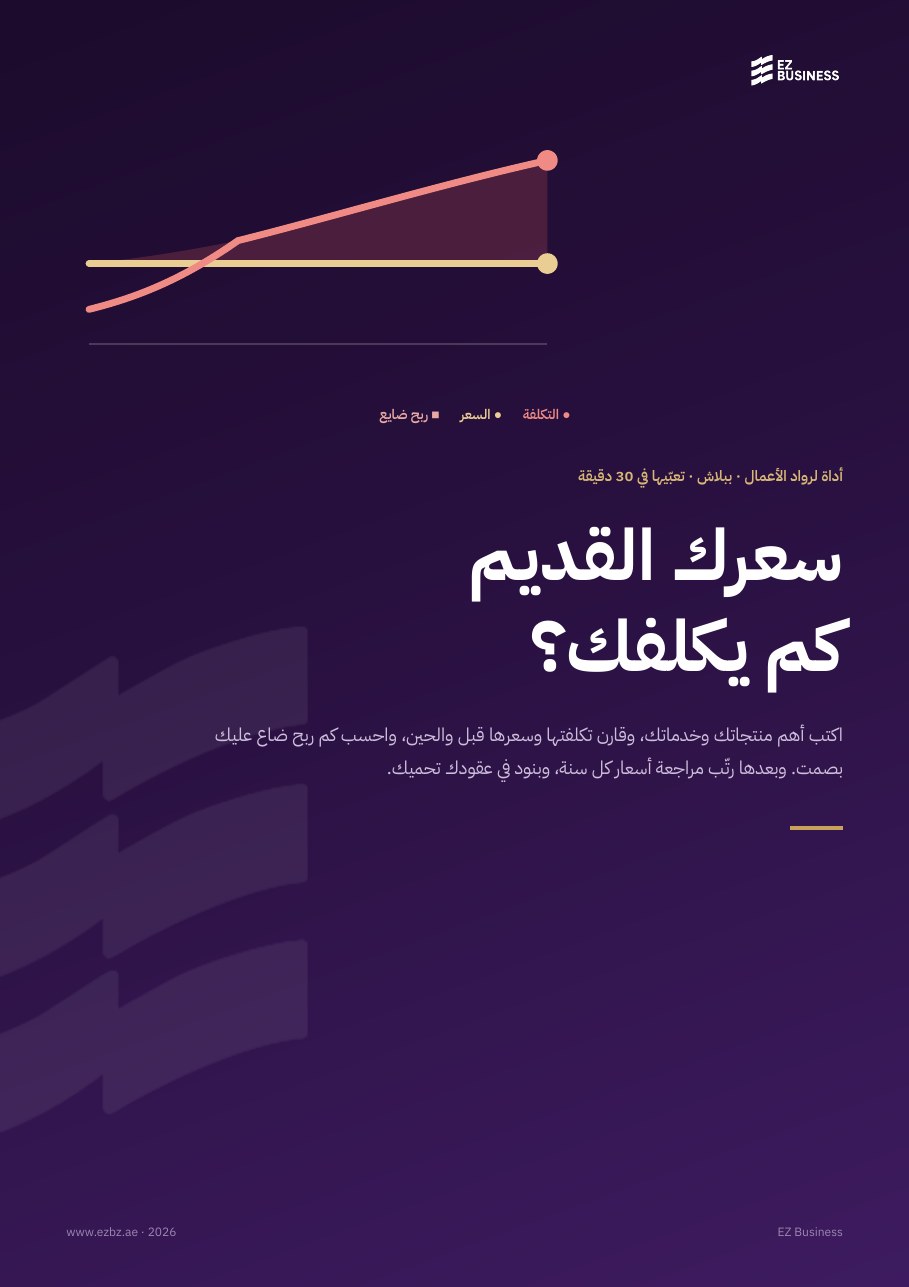 EZ
BUSINESS
● التكلفة ● السعر ■ ربح ضايع
أداة لرواد الأعمال · ببلاش · تعبّيها في 30 دقيقة
سعرك القديم
كم يكلفك؟
اكتب أهم منتجاتك وخدماتك، وقارن تكلفتها وسعرها قبل والحين، واحسب كم ربح ضاع عليك
بصمت. وبعدها رتّب مراجعة أسعار كل سنة، وبنود في عقودك تحميك.
EZ Business
www.ezbz.ae · 2026